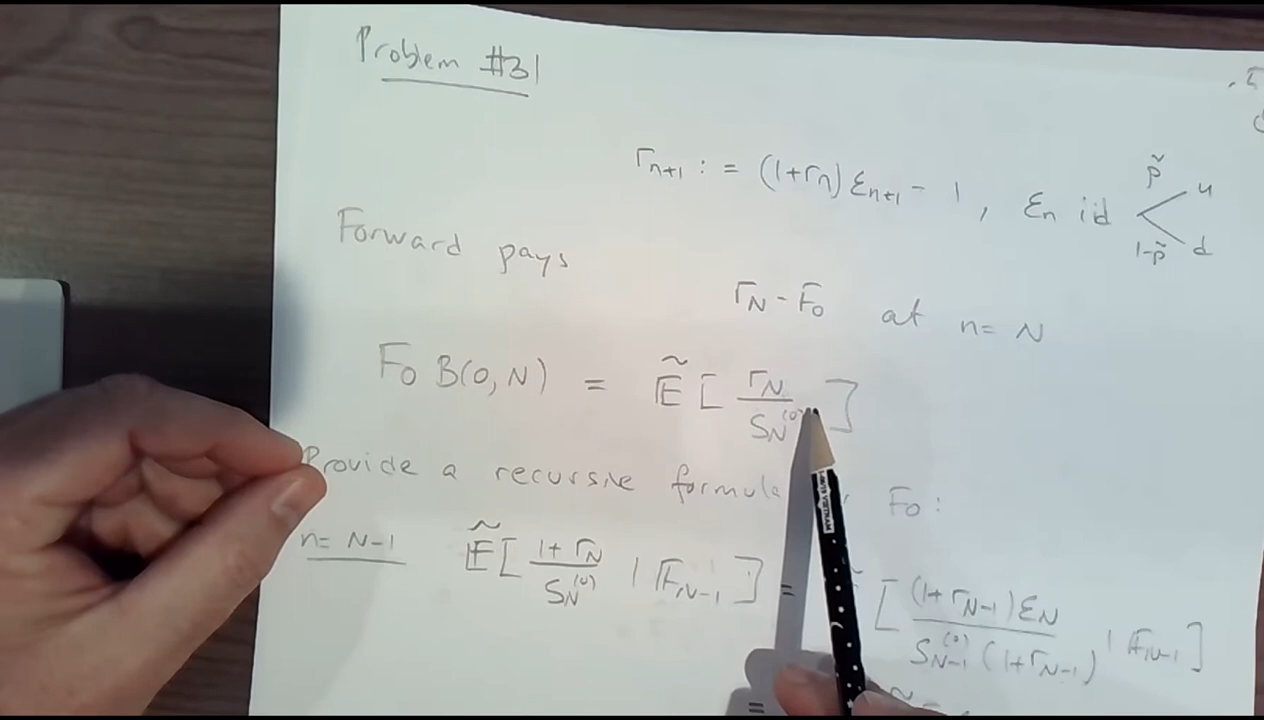 Problem #31
r_{n+1} := (1+r_n) ε_{n+1} - 1, ε_n iid p̃ u
1-p̃ d
Forward pays
r_N - F_0 at n= N
F_0 B(0,N) = Ẽ [ r_N / S_N^{(0)} ]
Provide a recursive formula F_0:
n= N-1 Ẽ[ (1+r_N) / S_N^{(0)} | F_{N-1} ] = [ (1+r_{N-1})ε_N / S_{N-1}^{(0)} (1+r_{N-1}) | F_{N-1} ]
=